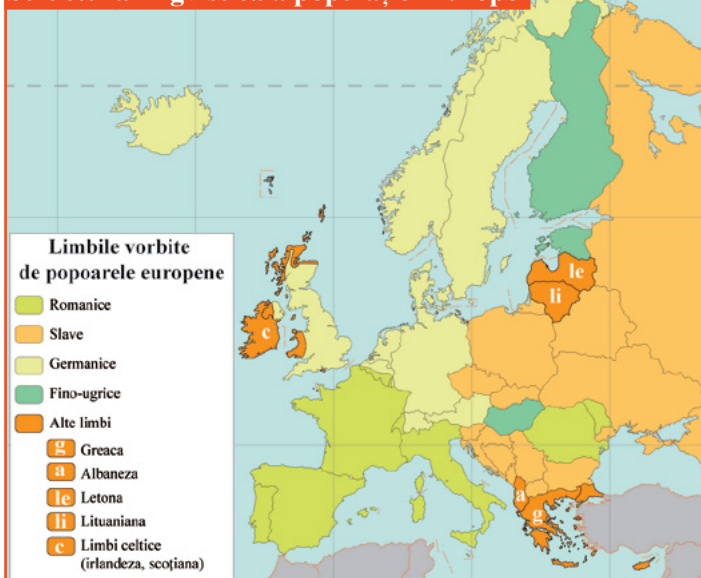 Limbile vorbite
de popoarele europene
Romanice
Slave
Germanice
Fino-ugrice
Alte limbi
g Greaca
a Albaneza
le Letona
li Lituaniana
c Limbi celtice
(irlandeza, scoțiana)
le
li
c
a
g